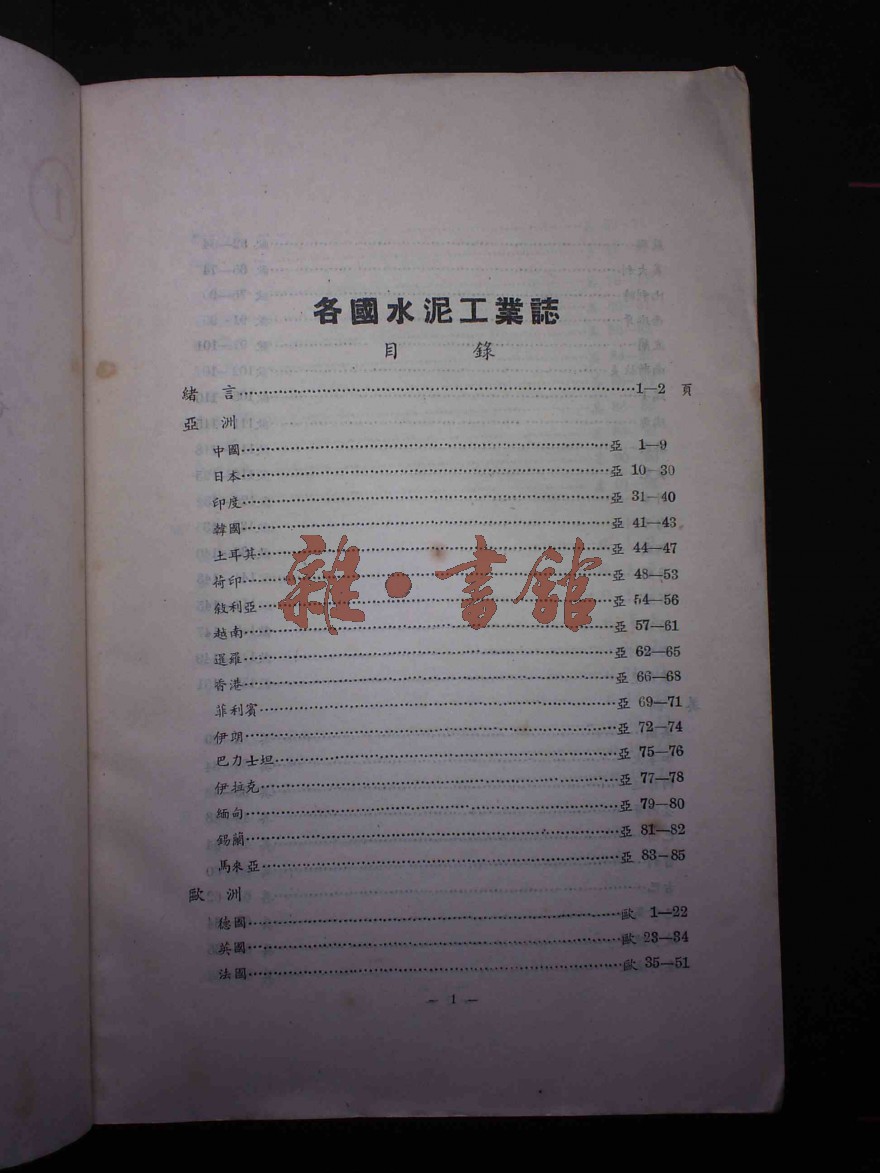 各國水泥工業誌
目 錄
緒 言……1—2 頁
亞 洲
中國……亞 1—9
日本……亞 10—30
印度……亞 31—40
韓國……亞 41—43
土耳其……亞 44—47
荷印……亞 48—53
敘利亞……亞 54—56
越南……亞 57—61
暹羅……亞 62—65
香港……亞 66—68
菲利賓……亞 69—71
伊朗……亞 72—74
巴力士坦……亞 75—76
伊拉克……亞 77—78
緬甸……亞 79—80
錫蘭……亞 81—82
馬來亞……亞 83—85
歐 洲
德國……歐 1—22
英國……歐 23—34
法國……歐 35—51
— 1 —
雜·書館